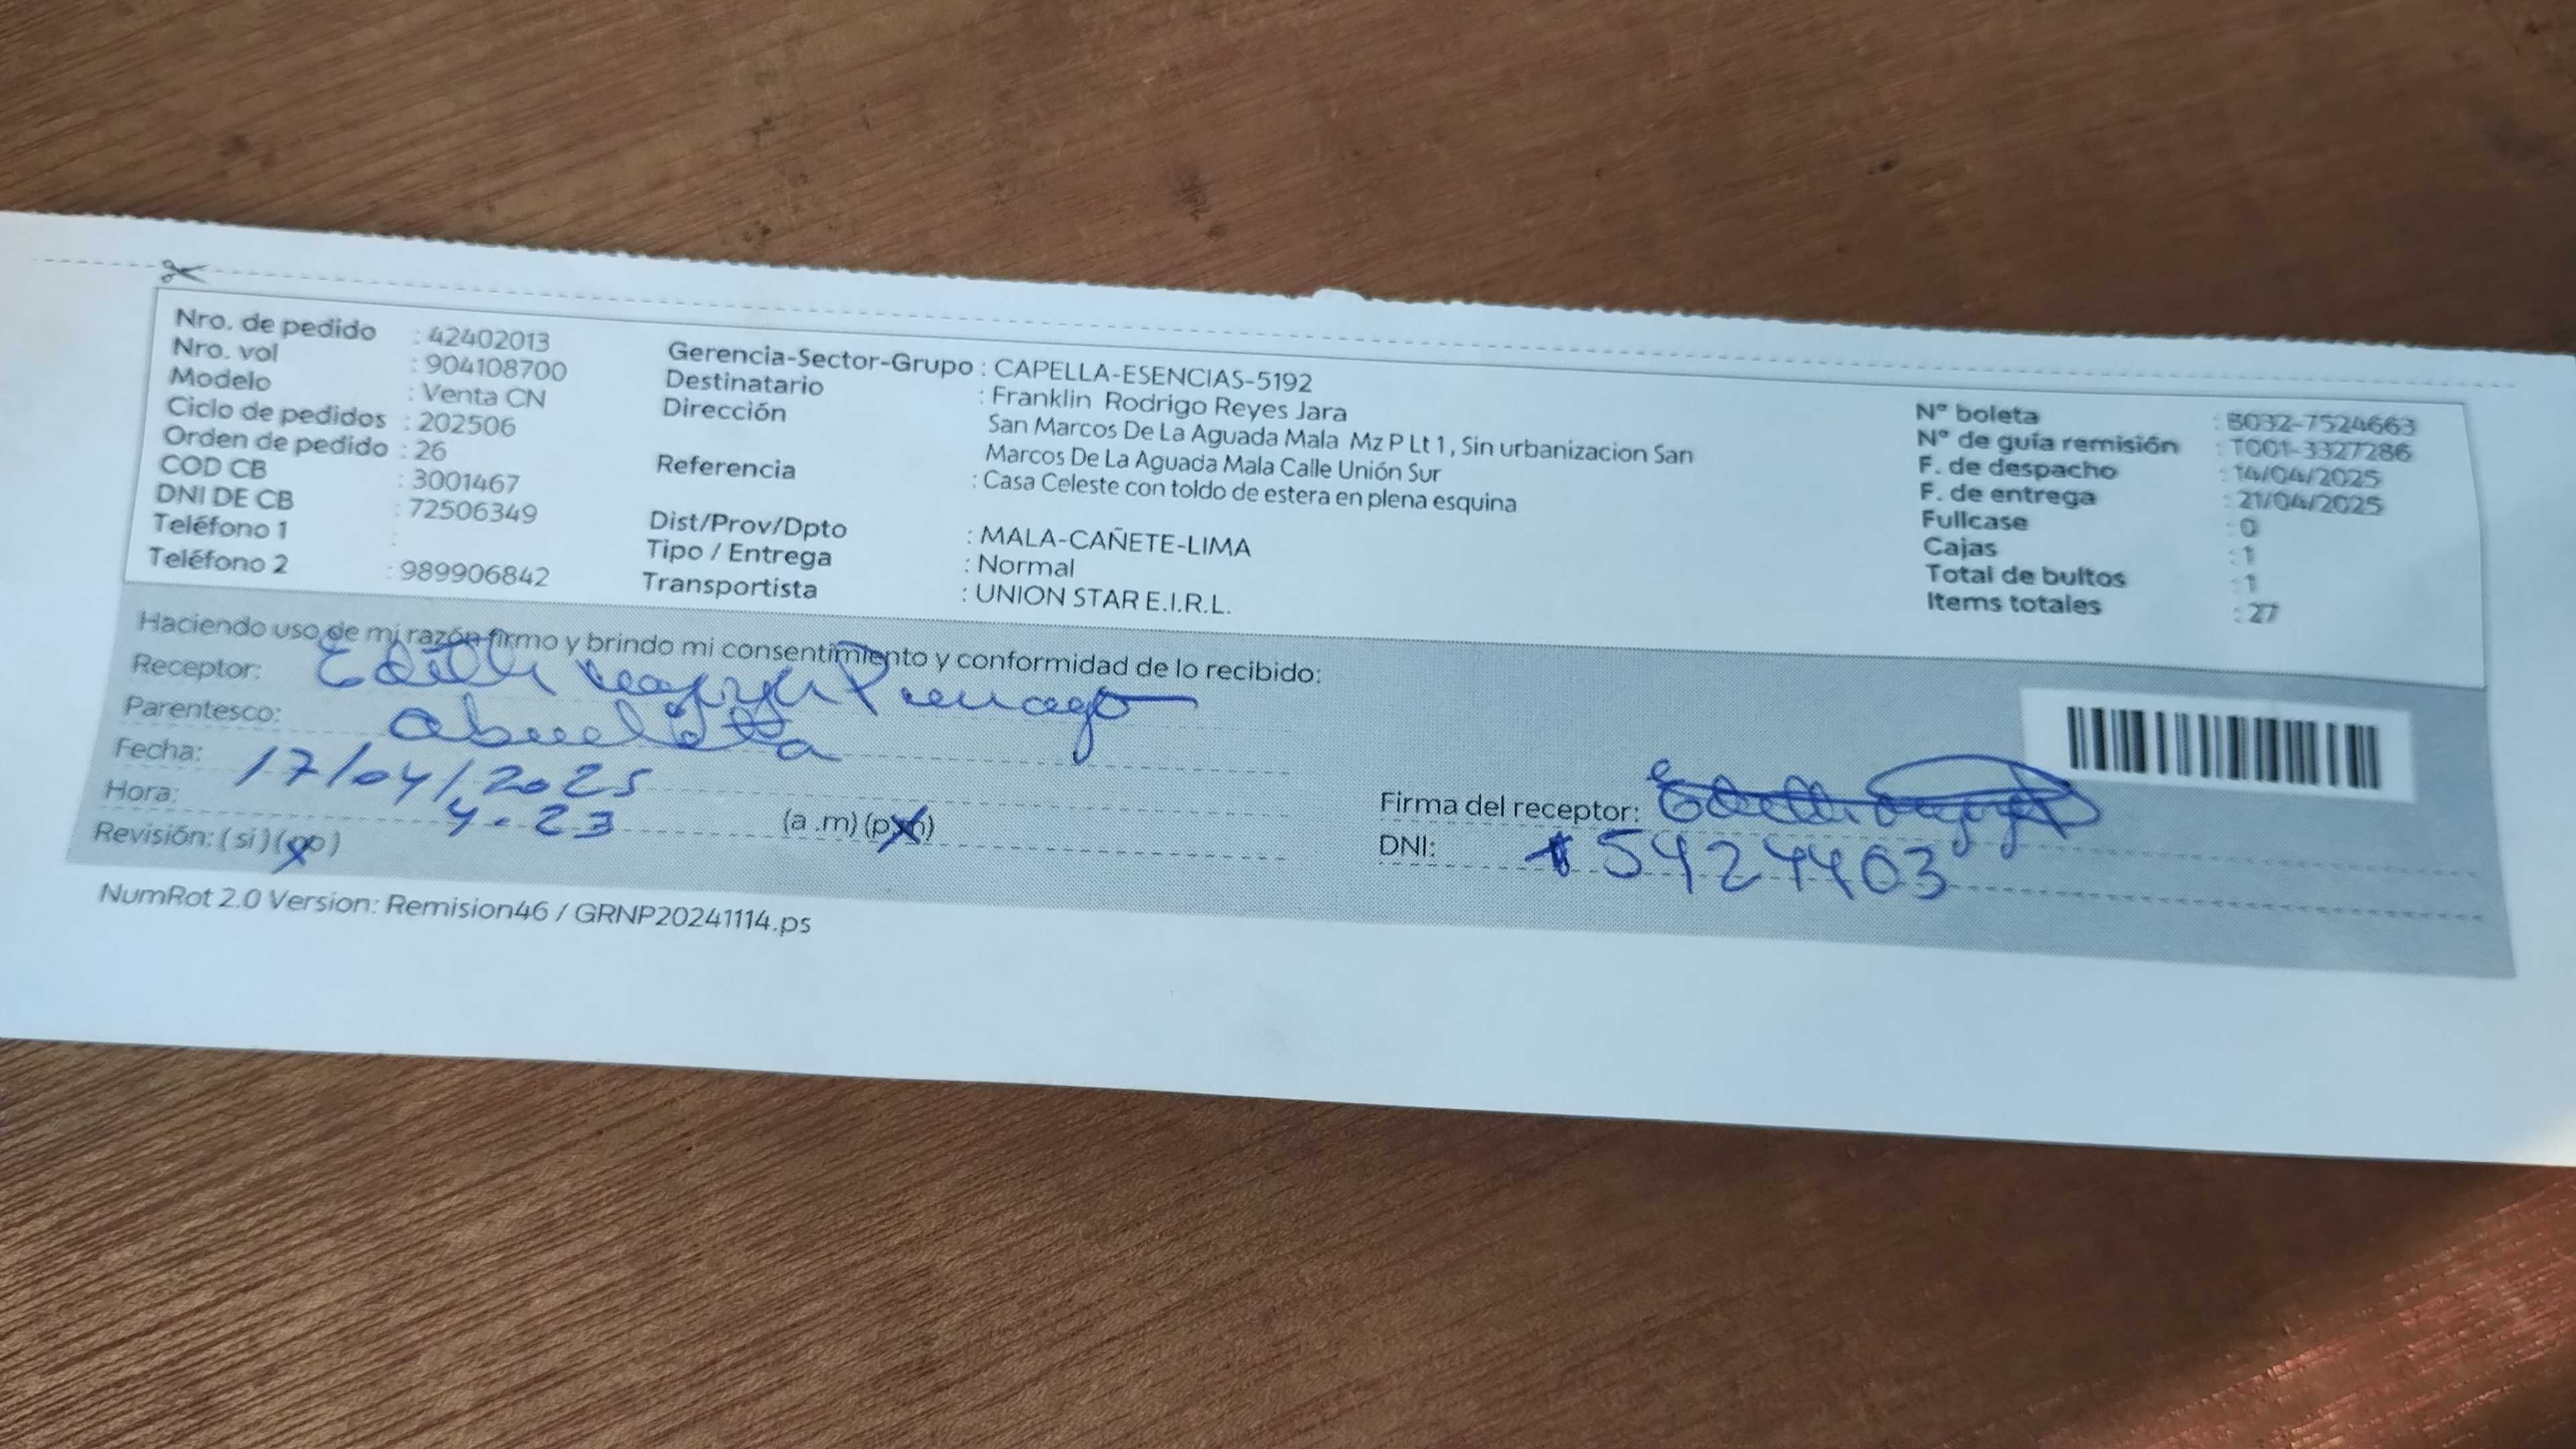 Nro. de pedido : 42402013
Nro. vol : 904108700
Modelo : Venta CN
Ciclo de pedidos : 202506
Orden de pedido : 26
COD CB : 3001467
DNI DE CB : 72506349
Teléfono 1 :
Teléfono 2 : 989906842
Gerencia-Sector-Grupo : CAPELLA-ESENCIAS-5192
Destinatario : Franklin Rodrigo Reyes Jara
Dirección San Marcos De La Aguada Mala Mz P Lt 1 , Sin urbanizacion San
Marcos De La Aguada Mala Calle Unión Sur
Referencia : Casa Celeste con toldo de estera en plena esquina
Dist/Prov/Dpto : MALA-CAÑETE-LIMA
Tipo / Entrega : Normal
Transportista : UNION STAR E.I.R.L.
N° boleta : B032-7524663
N° de guía remisión : T001-3327286
F. de despacho : 14/04/2025
F. de entrega : 21/04/2025
Fullcase : 0
Cajas : 1
Total de bultos : 1
Items totales : 27
Haciendo uso de mi razón firmo y brindo mi consentimiento y conformidad de lo recibido:
Receptor: Edith
Parentesco: abuelita
Fecha: 17/04/2025
Hora: 4.23 (a .m) (p.m)
Revisión: ( si ) ( no )
Firma del receptor:
DNI: 15424403
NumRot 2.0 Version: Remision46 / GRNP20241114.ps